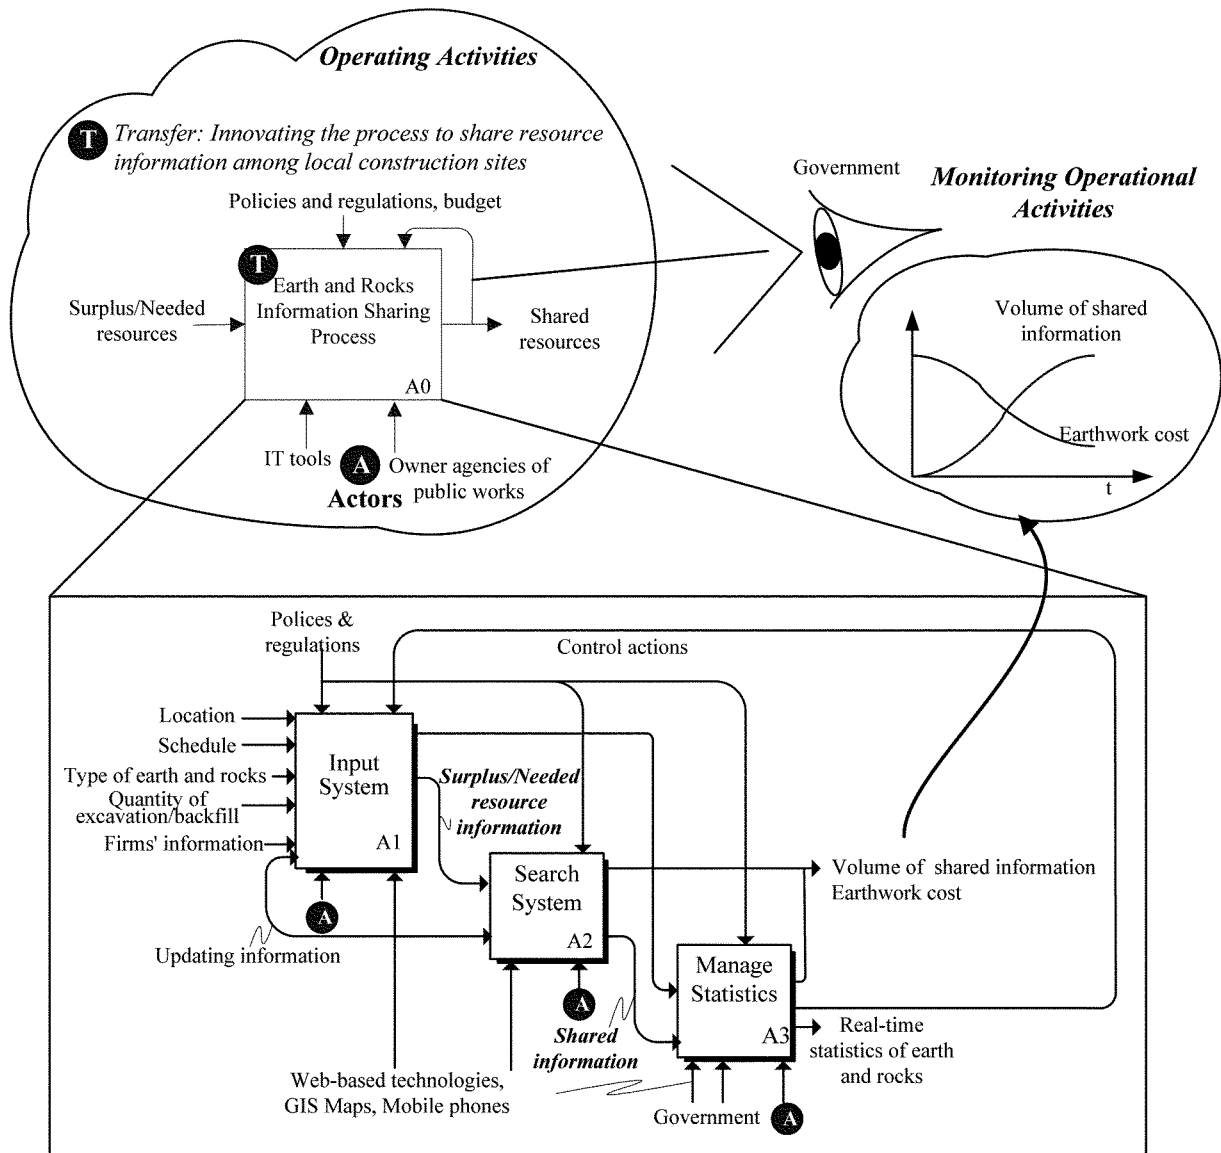 Operating Activities
T
Transfer: Innovating the process to share resource
information among local construction sites
Policies and regulations, budget
T
Earth and Rocks
Information Sharing
Process
A0
Surplus/Needed
resources
Shared
resources
IT tools
A
Actors
Owner agencies of
public works
Government
Monitoring Operational
Activities
Volume of shared
information
Earthwork cost
t
Polices &
regulations
Control actions
Location
Schedule
Type of earth and rocks
Quantity of
excavation/backfill
Firms' information
Input
System
A1
Surplus/Needed
resource
information
A
Updating information
Search
System
A2
Volume of shared information
Earthwork cost
A
Shared
information
Manage
Statistics
A3
Real-time
statistics of earth
and rocks
Web-based technologies,
GIS Maps, Mobile phones
Government
A